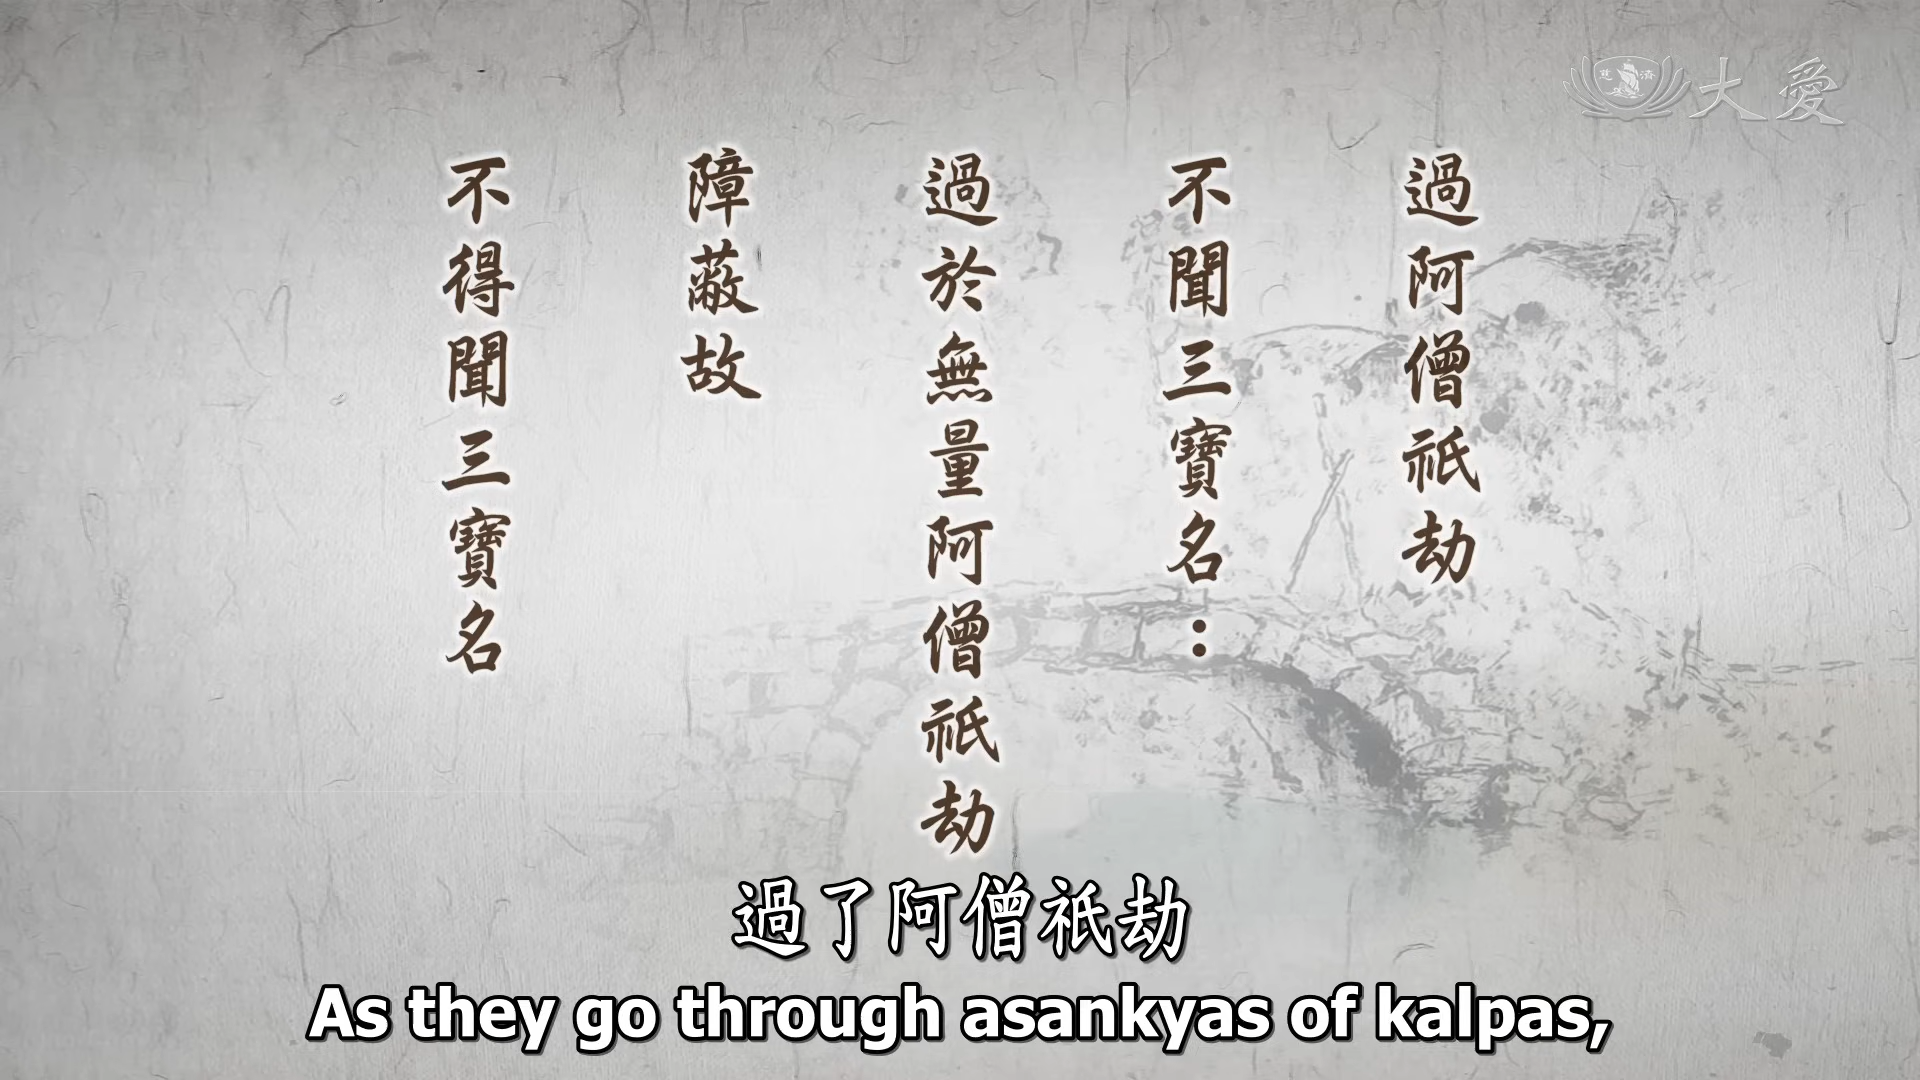 慈濟
大愛
過阿僧祇劫
不聞三寶名：
過於無量阿僧祇劫
障蔽故
不得聞三寶名
過了阿僧祇劫
As they go through asankyas of kalpas,